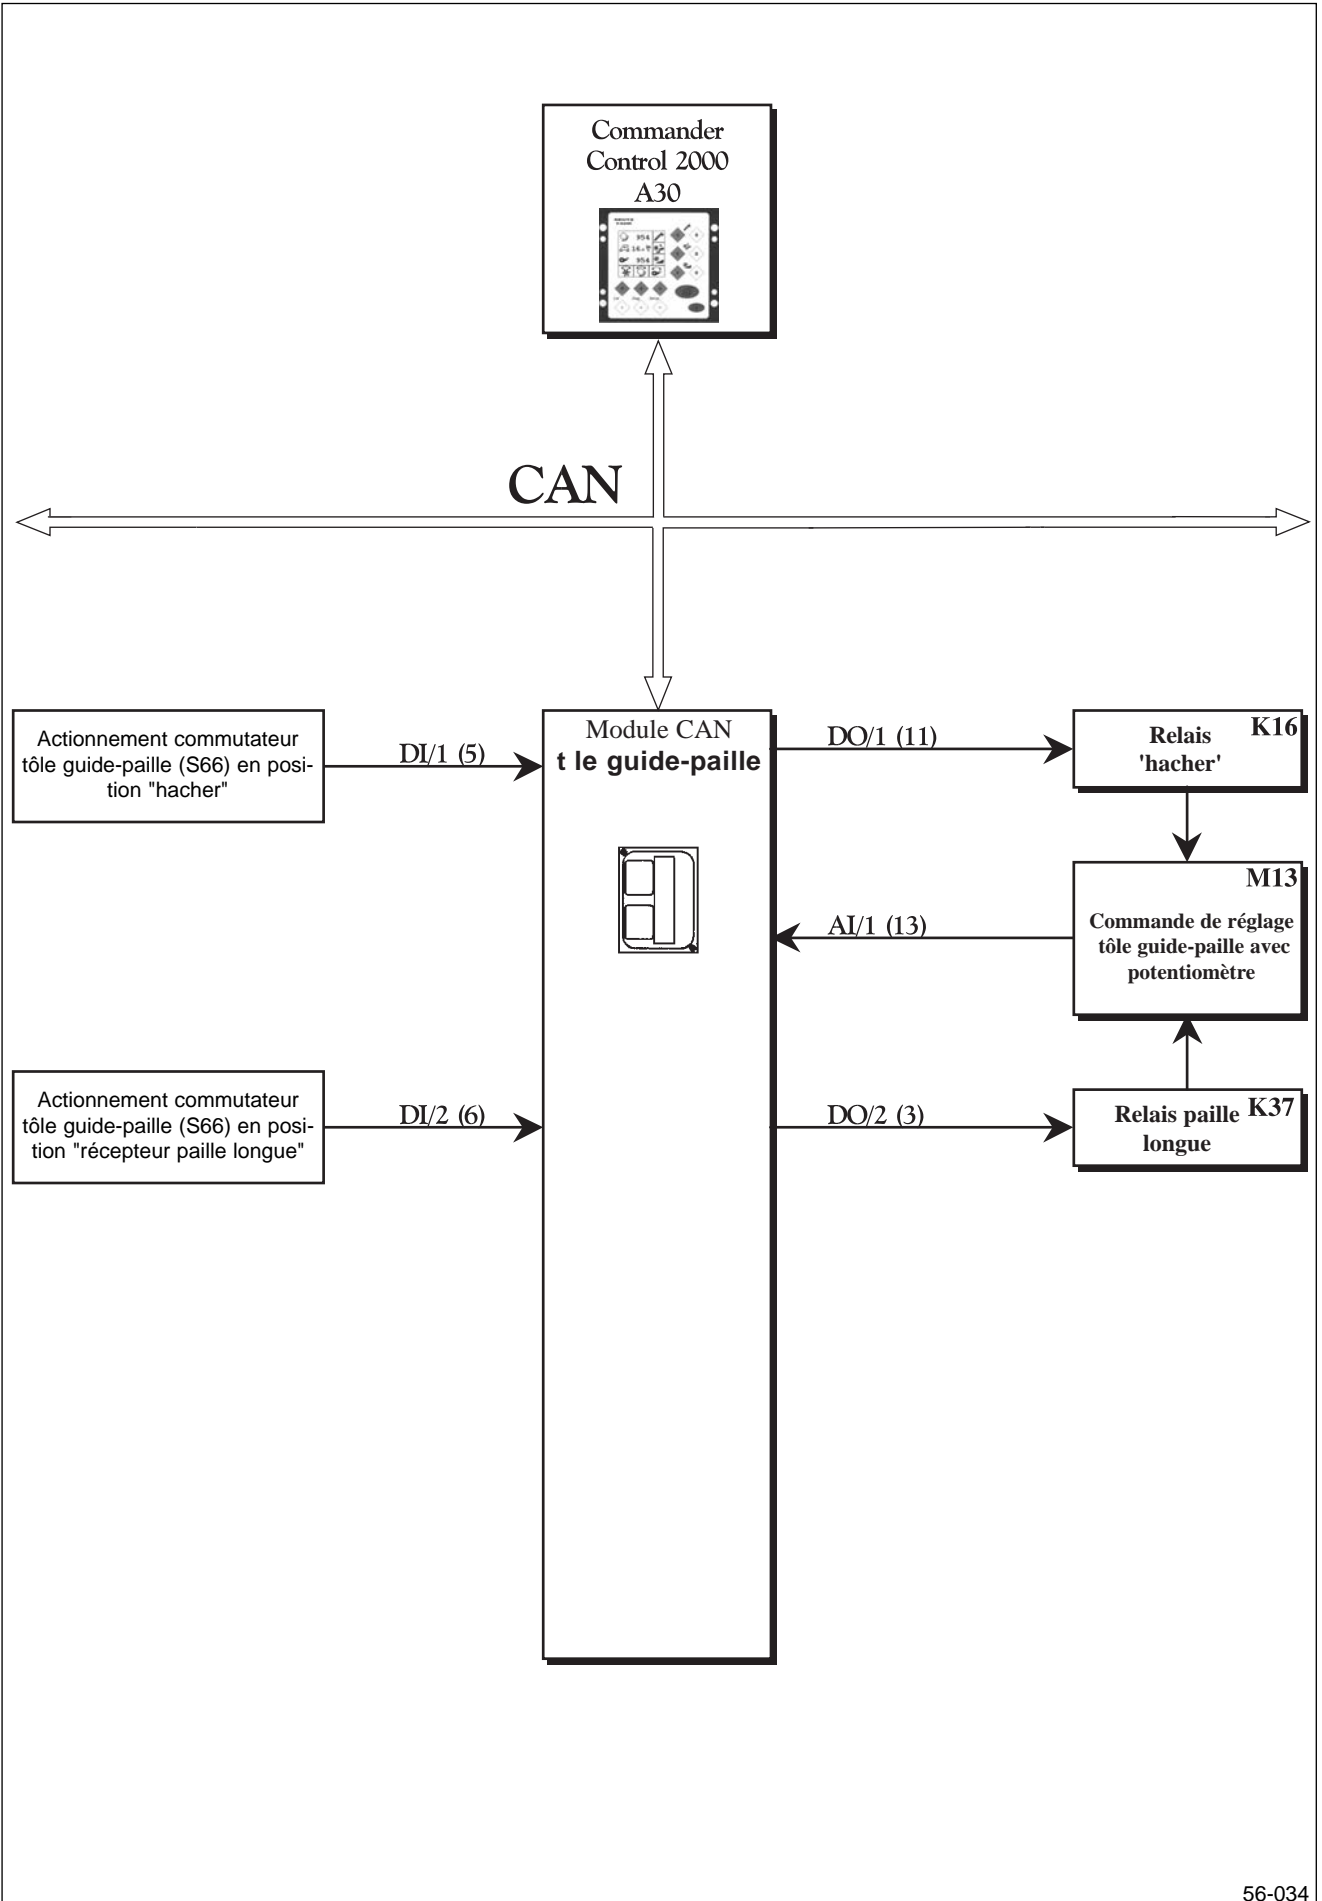 Commander
Control 2000
A30
954
954
CAN
Actionnement commutateur
tôle guide-paille (S66) en posi-
tion "hacher"
DI/1 (5)
Module CAN
t le guide-paille
DO/1 (11)
Relais
'hacher'
K16
M13
Commande de réglage
tôle guide-paille avec
potentiomètre
AI/1 (13)
Actionnement commutateur
tôle guide-paille (S66) en posi-
tion "récepteur paille longue"
DI/2 (6)
DO/2 (3)
Relais paille
longue
K37
56-034